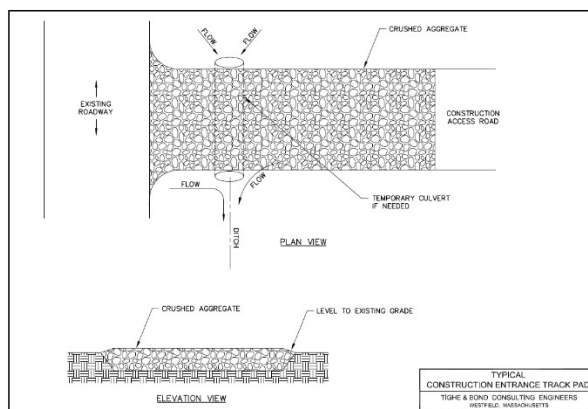 FLOW
FLOW
CRUSHED AGGREGATE
EXISTING
ROADWAY
CONSTRUCTION
ACCESS ROAD
FLOW
FLOW
TEMPORARY CULVERT
IF NEEDED
DITCH
PLAN VIEW
CRUSHED AGGREGATE
LEVEL TO EXISTING GRADE
ELEVATION VIEW
TYPICAL
CONSTRUCTION ENTRANCE TRACK PAD
TIGHE & BOND CONSULTING ENGINEERS
WESTFIELD, MASSACHUSETTS